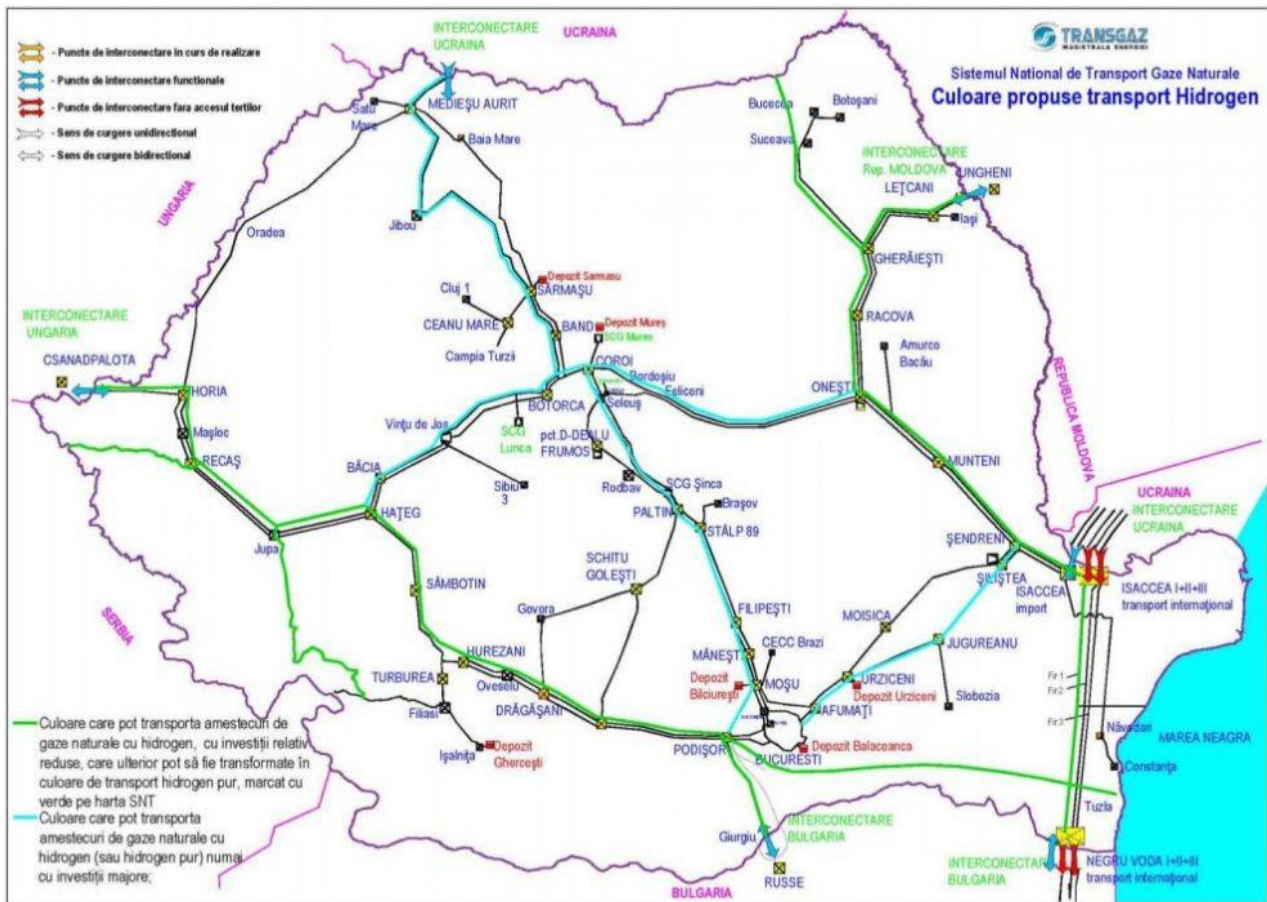 TRANSGAZ
MAGISTRALA ENERGIEI
Sistemul National de Transport Gaze Naturale
Culoare propuse transport Hidrogen
- Puncte de interconectare in curs de realizare
- Puncte de interconectare functionale
- Puncte de interconectare fara accesul tertilor
- Sens de curgere unidirectional
- Sens de curgere bidirectional
INTERCONECTARE
UCRAINA
UCRAINA
MEDIEŞU AURIT
Satu
Mare
Baia Mare
UNGARIA
Oradea
Jibou
Bucecea
Botoşani
Suceava
INTERCONECTARE
Rep. MOLDOVA
UNGHENI
LEŢCANI
Iaşi
GHERĂIEŞTI
Depozit Sarmasu
SĂRMAŞU
Cluj 1
CEANU MARE
BAND
Depozit Mureş
SCG Mures
Campia Turzii
COROI
Bordoşiu
Feliceni
Seleuş
RACOVA
Amurco
Bacău
REPUBLICA MOLDOVA
INTERCONECTARE
UNGARIA
CSANADPALOTA
HORIA
Maşloc
RECAŞ
BOTORCA
ONEŞTI
Vinţu de Jos
SCG
Lunca
pct.D-DEALU
FRUMOS
BĂCIA
Sibiu
3
Rodbav
SCG Şinca
MUNTENI
HAŢEG
PALTIN
Braşov
STÂLP 89
Jupa
UCRAINA
INTERCONECTARE
UCRAINA
ŞENDRENI
SILIŞTEA
SCHITU
GOLEŞTI
SÂMBOTIN
ISACCEA
import
ISACCEA I+II+III
transport internaţional
SERBIA
Govora
FILIPEŞTI
MOISICA
JUGUREANU
CECC Brazi
HUREZANI
MĂNEŞTI
TURBUREA
Oveselu
Depozit
Bilciureşti
MOŞU
URZICENI
Depozit Urziceni
Slobozia
Fir 1
Fir 2
Fir 3
DRĂGĂŞANI
Filiasi
AFUMAŢI
Năvodari
MAREA NEAGRA
Işalniţa
Depozit
Ghercești
PODIŞOR
BUCURESTI
Depozit Balaceanca
Constanţa
Culoare care pot transporta amestecuri de
gaze naturale cu hidrogen, cu investiţii relativ
reduse, care ulterior pot să fie transformate în
culoare de transport hidrogen pur, marcat cu
verde pe harta SNT
Culoare care pot transporta
amestecuri de gaze naturale cu
hidrogen (sau hidrogen pur) numai
cu investiţii majore;
Tuzla
Giurgiu
INTERCONECTARE
BULGARIA
RUSSE
INTERCONECTARE
BULGARIA
NEGRU VODA I+II+III
transport internaţional
BULGARIA